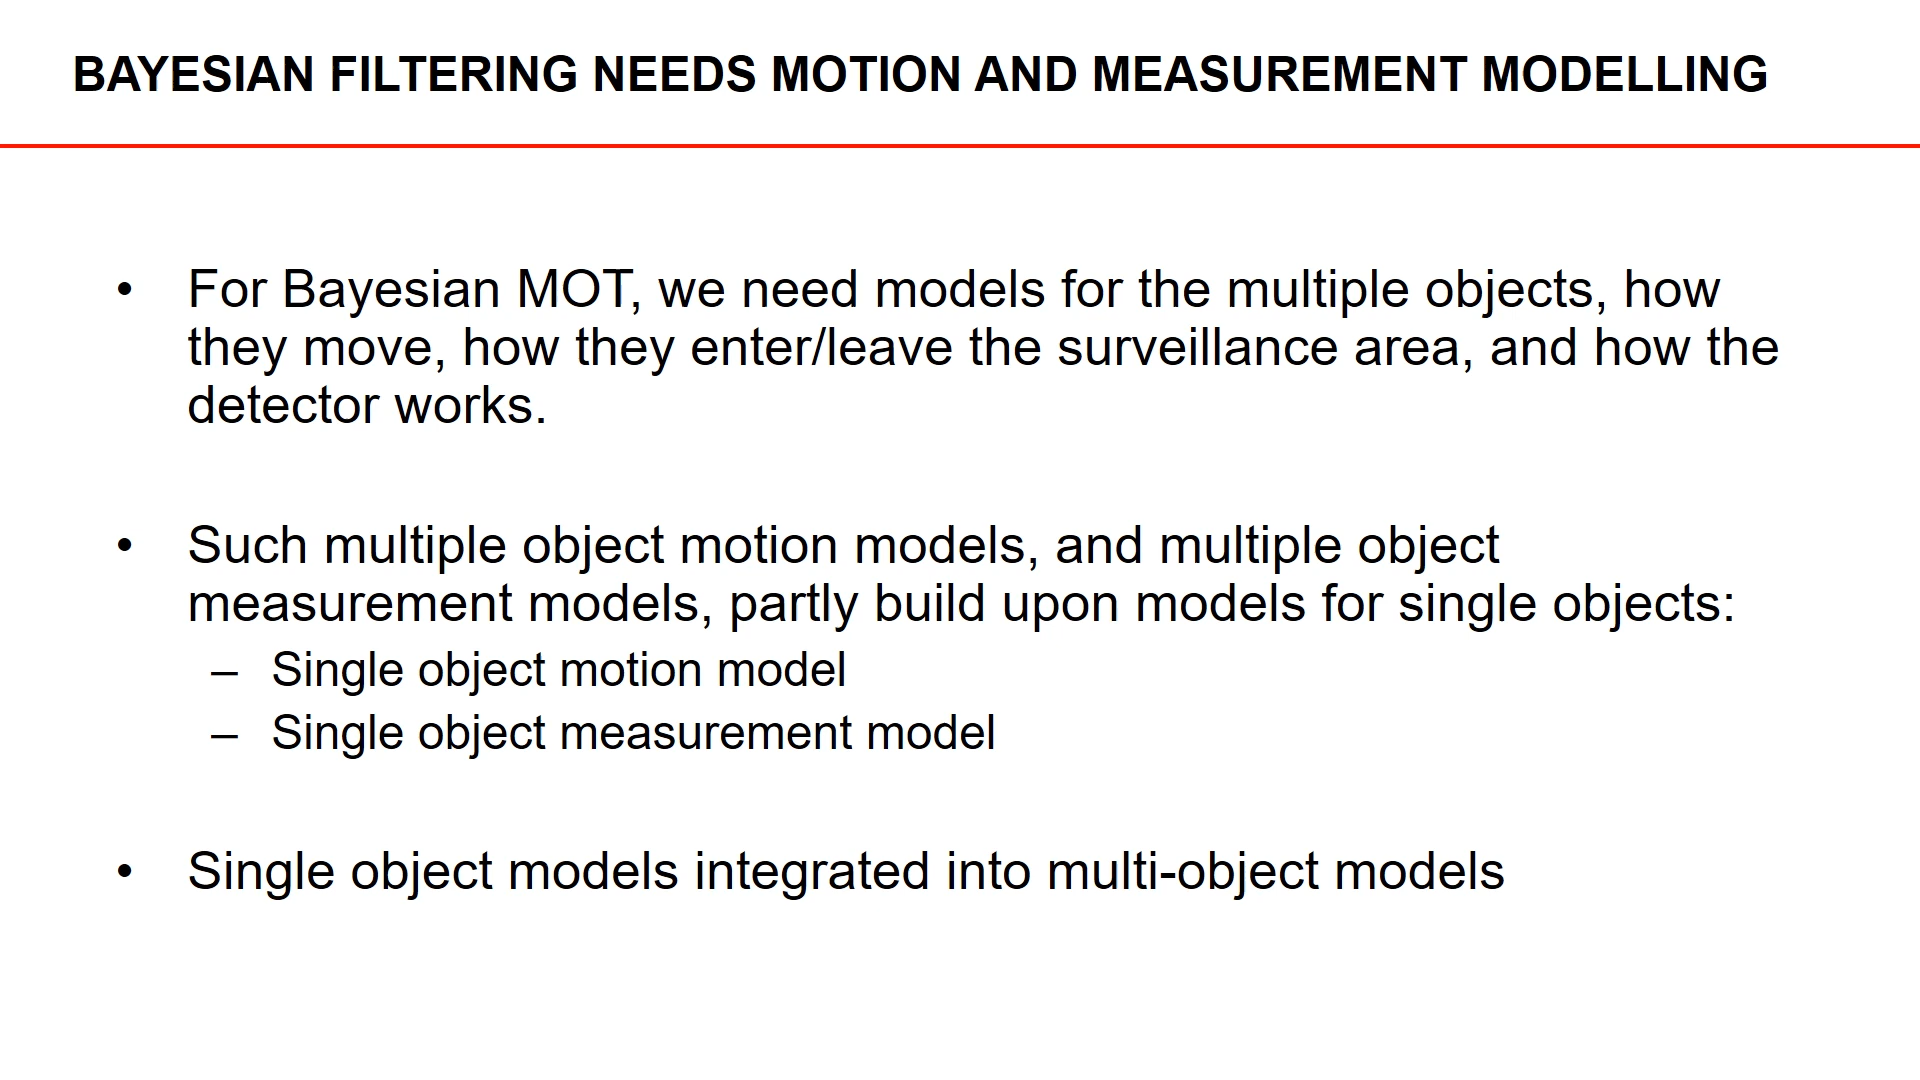 BAYESIAN FILTERING NEEDS MOTION AND MEASUREMENT MODELLING
• For Bayesian MOT, we need models for the multiple objects, how
they move, how they enter/leave the surveillance area, and how the
detector works.
• Such multiple object motion models, and multiple object
measurement models, partly build upon models for single objects:
– Single object motion model
– Single object measurement model
• Single object models integrated into multi-object models